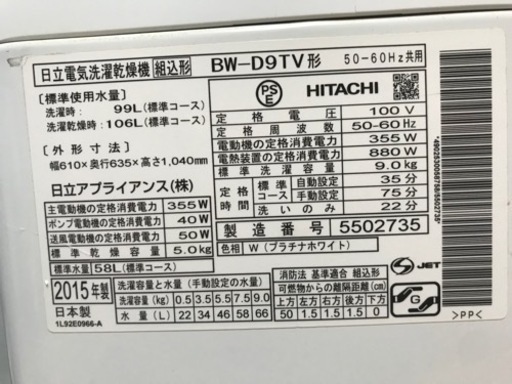 日立電気洗濯乾燥機 組込形 BW-D9TV形 50-60Hz共用
[標準使用水量]
洗濯時: 99L(標準コース)
洗濯乾燥時: 106L(標準コース)
[外形寸法]
幅610×奥行635×高さ1,040mm
日立アプライアンス(株)
主電動機の定格消費電力 355W
ポンプ電動機の定格消費電力 40W
送風電動機の定格消費電力 50W
標準乾燥容量 5.0kg
標準水量 58L(標準コース)
PSE HITACHI
定格電圧 100V
定格周波数 50-60Hz
電動機の定格消費電力 355W
電熱装置の定格消費電力 880W
標準洗濯容量 9.0kg
定格時間 標準 自動設定 35分
手動設定 75分
洗いのみ 22分
製造番号 5502735
色相 W (プラチナホワイト)
JET
2015年製
日本製
1L92E0966-A
洗濯容量と水量 (手動設定の水量)
洗濯容量(kg) 0.5 3.5 5.5 7.5 9.0
水量(L) 22 34 46 58 66
消防法 基準適合 組込形
可燃物からの離隔距離(cm)
上方 左方 右方 前方 後方 下方
50 1.5 1.5 0 0 0
>PP<